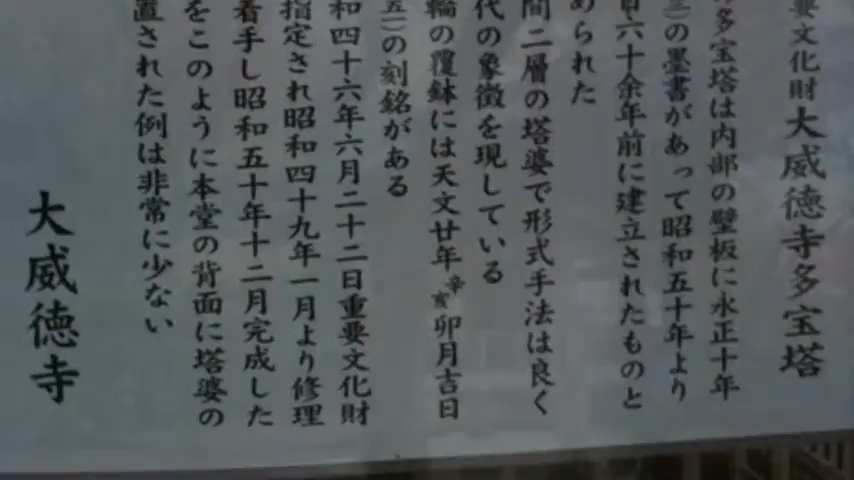 要文化財大威徳寺多宝塔
多宝塔は内部の壁板に永正十年
三)の墨書があって昭和五十年より
百六十余年前に建立されたものと
められた
間二層の塔婆で形式手法は良く
代の象徴を現している
輪の覆鉢には天文廿年辛亥卯月吉日
五一)の刻銘がある
和四十六年六月二十二日重要文化財
指定され昭和四十九年一月より修理
着手し昭和五十年十二月完成した
をこのように本堂の背面に塔婆の
置された例は非常に少ない
大威徳寺